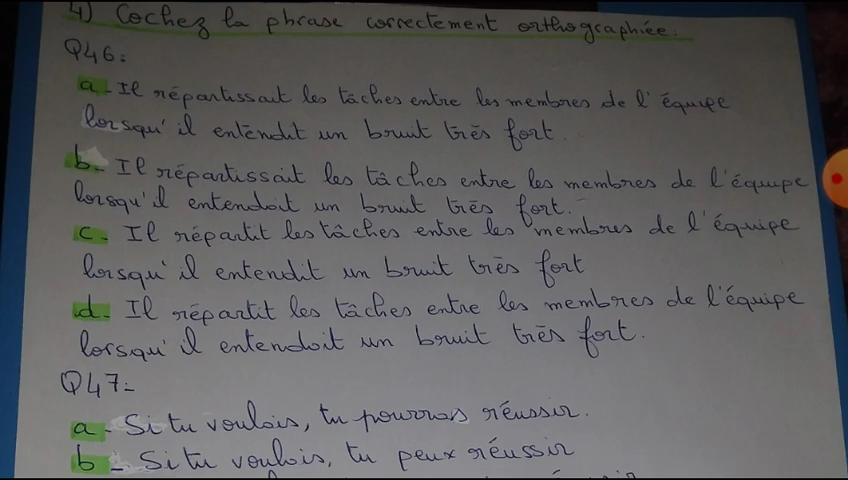 4) Cochez la phrase correctement orthographiée.
Q46:
a- Il répartissait les tâches entre les membres de l'équipe
lorsqu'il entendit un bruit très fort.
b- Il répartissait les tâches entre les membres de l'équipe
lorsqu'il entendait un bruit très fort.
c- Il répartit les tâches entre les membres de l'équipe
lorsqu'il entendit un bruit très fort
d- Il répartit les tâches entre les membres de l'équipe
lorsqu'il entendait un bruit très fort.
Q47:
a- Si tu voulais, tu pourras réussir.
b- Si tu voulais, tu peux réussir